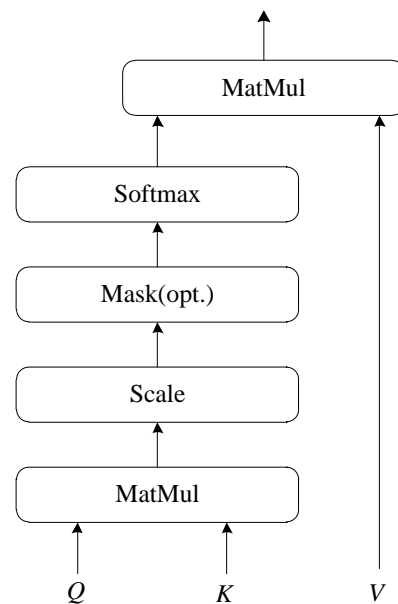 MatMul
Softmax
Mask(opt.)
Scale
MatMul
Q K V